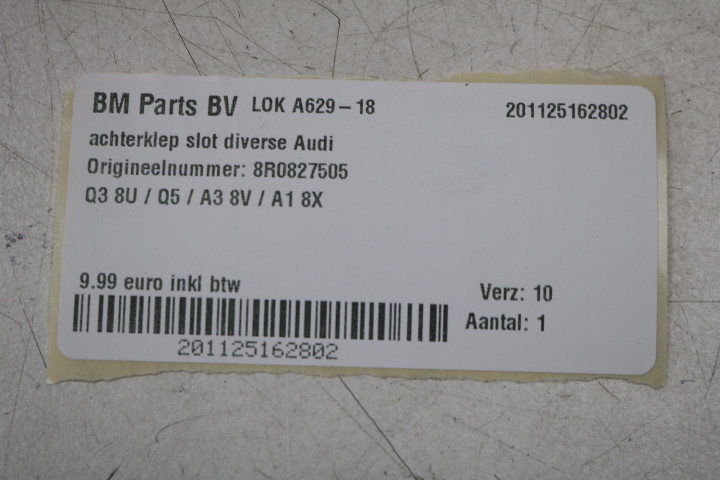 BM Parts BV LOK A629-18 201125162802
achterklep slot diverse Audi
Origineelnummer: 8R0827505
Q3 8U / Q5 / A3 8V / A1 8X
9.99 euro inkl btw
Verz: 10
Aantal: 1
201125162802